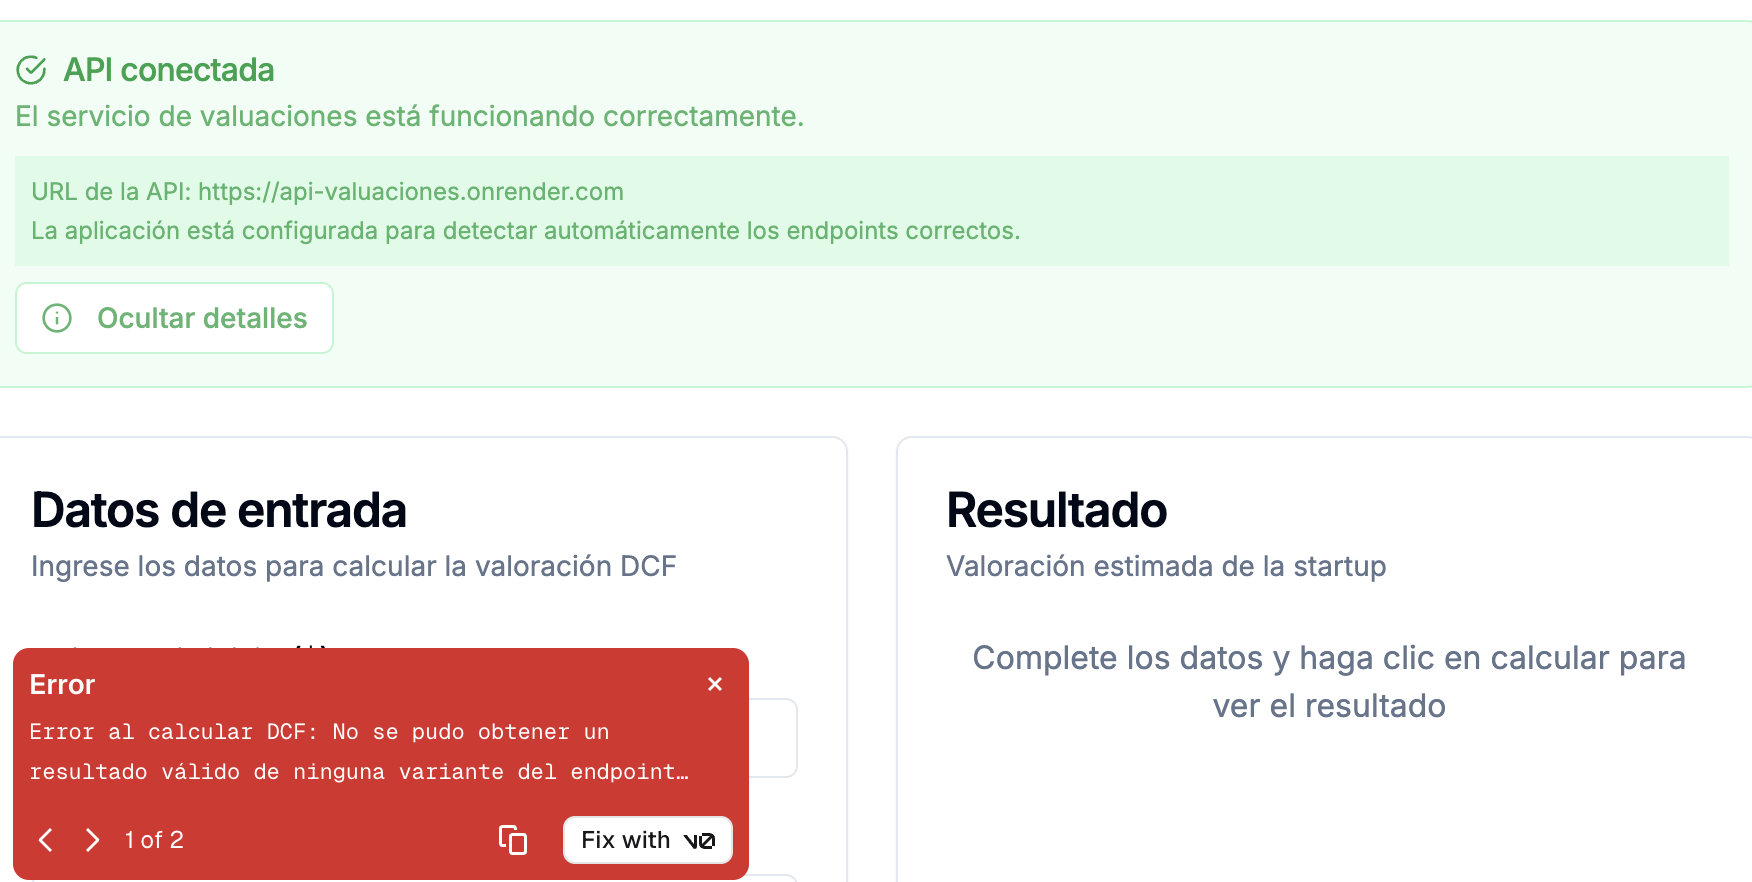 API conectada
El servicio de valuaciones está funcionando correctamente.
URL de la API: https://api-valuaciones.onrender.com
La aplicación está configurada para detectar automáticamente los endpoints correctos.
Ocultar detalles
Datos de entrada
Ingrese los datos para calcular la valoración DCF
Error
Error al calcular DCF: No se pudo obtener un
resultado válido de ninguna variante del endpoint…
1 of 2
Fix with v0
Resultado
Valoración estimada de la startup
Complete los datos y haga clic en calcular para
ver el resultado